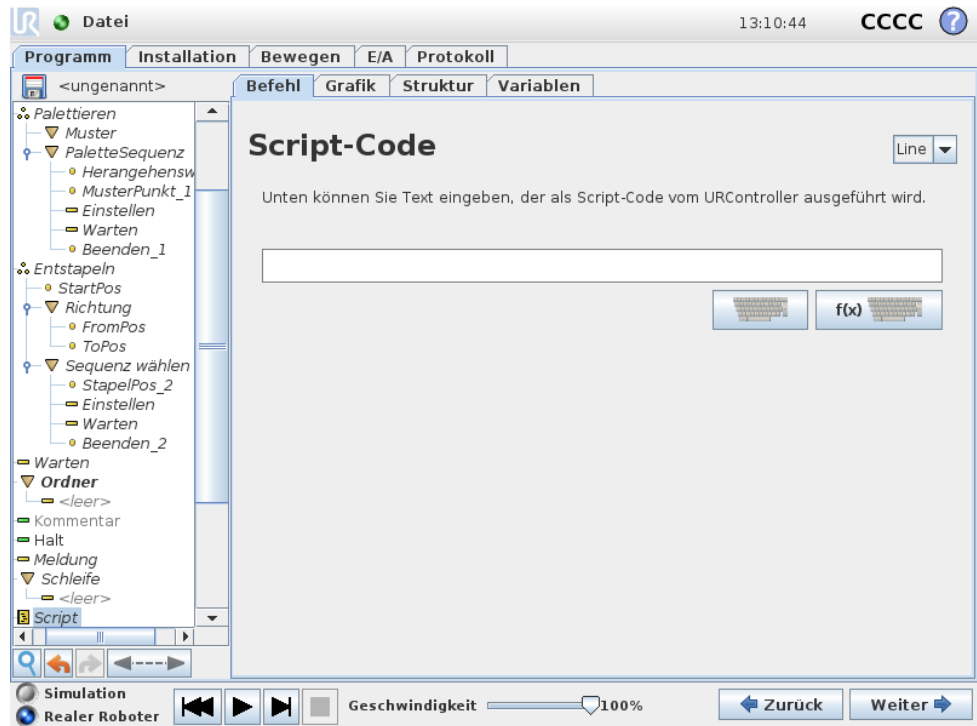 UR Datei 13:10:44 CCCC ?
Programm Installation Bewegen E/A Protokoll
<ungenannt> Befehl Grafik Struktur Variablen
Palettieren
Muster
PaletteSequenz
Herangehensw
MusterPunkt_1
Einstellen
Warten
Beenden_1
Entstapeln
StartPos
Richtung
FromPos
ToPos
Sequenz wählen
StapelPos_2
Einstellen
Warten
Beenden_2
Warten
Ordner
<leer>
Kommentar
Halt
Meldung
Schleife
<leer>
Script
Script-Code
Line
Unten können Sie Text eingeben, der als Script-Code vom URController ausgeführt wird.
f(x)
Simulation
Realer Roboter
Geschwindigkeit 100%
Zurück Weiter